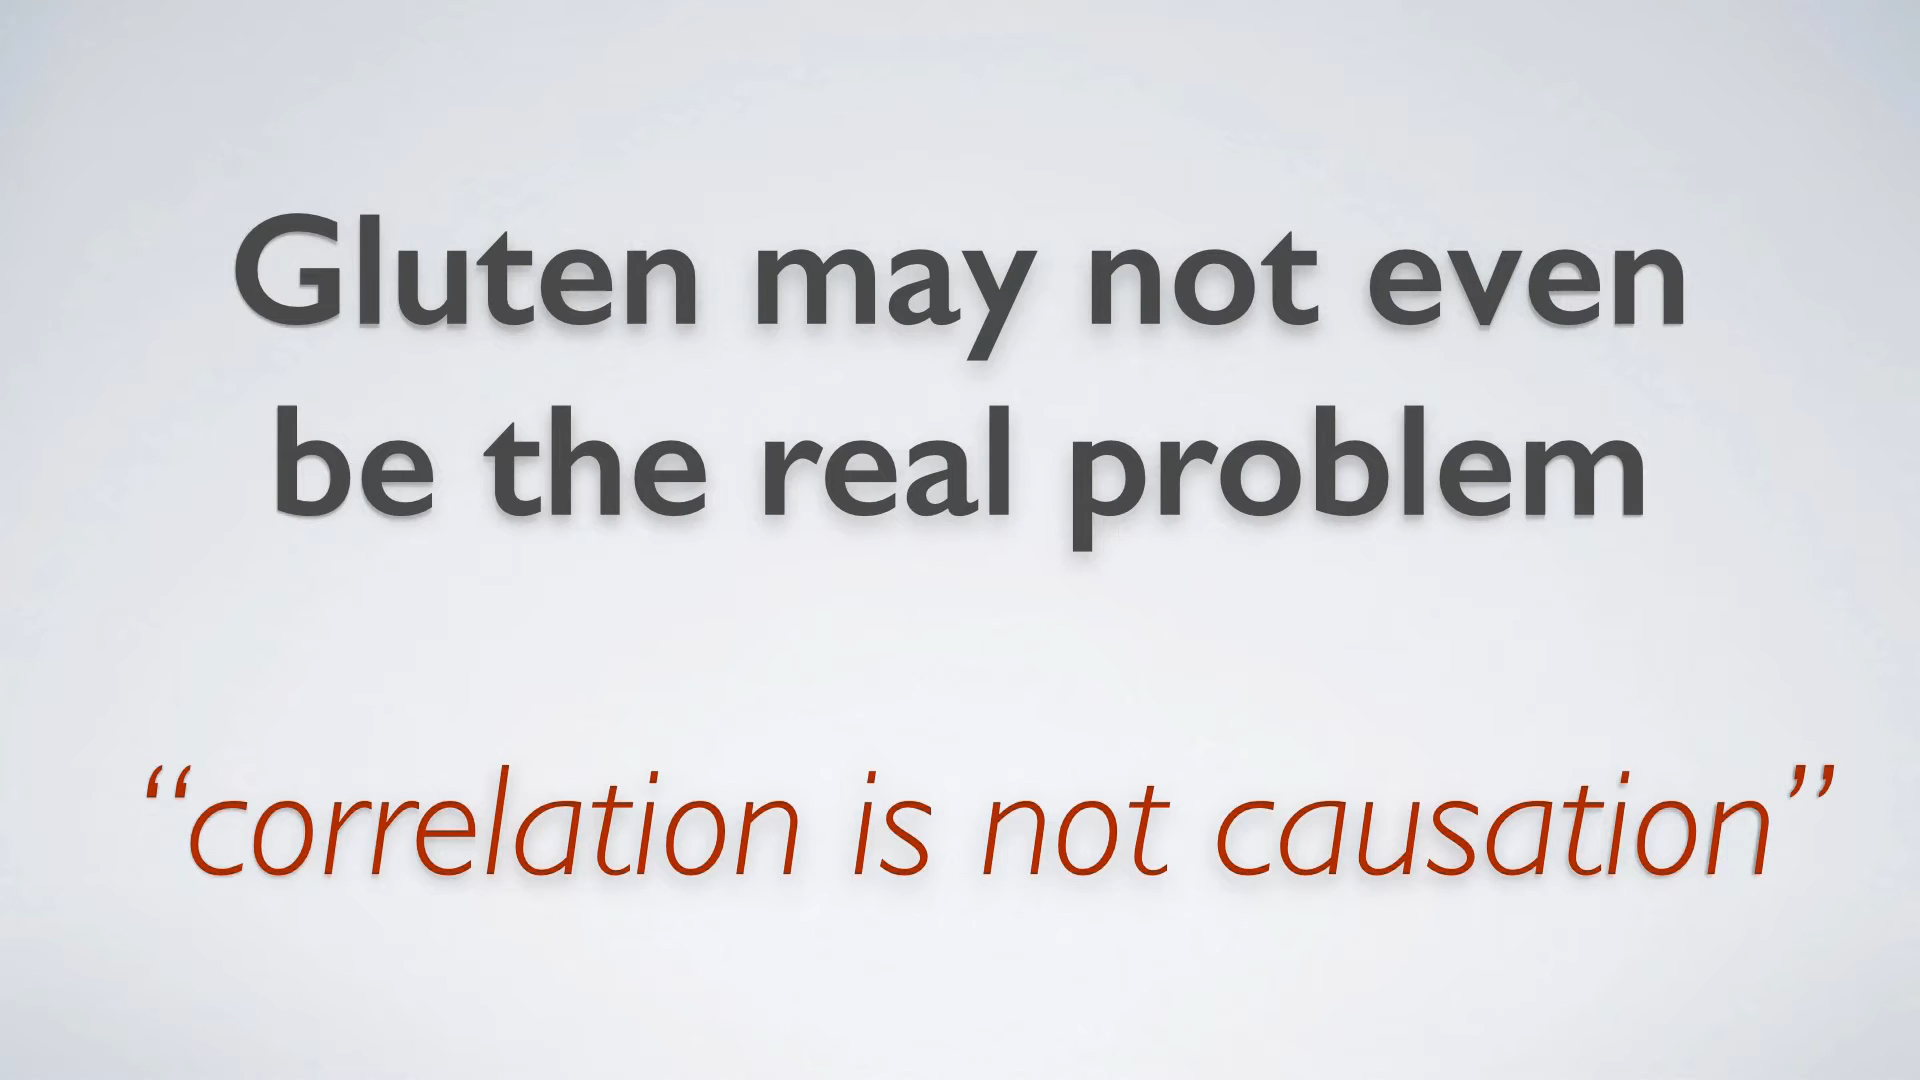 Gluten may not even
be the real problem
“correlation is not causation”